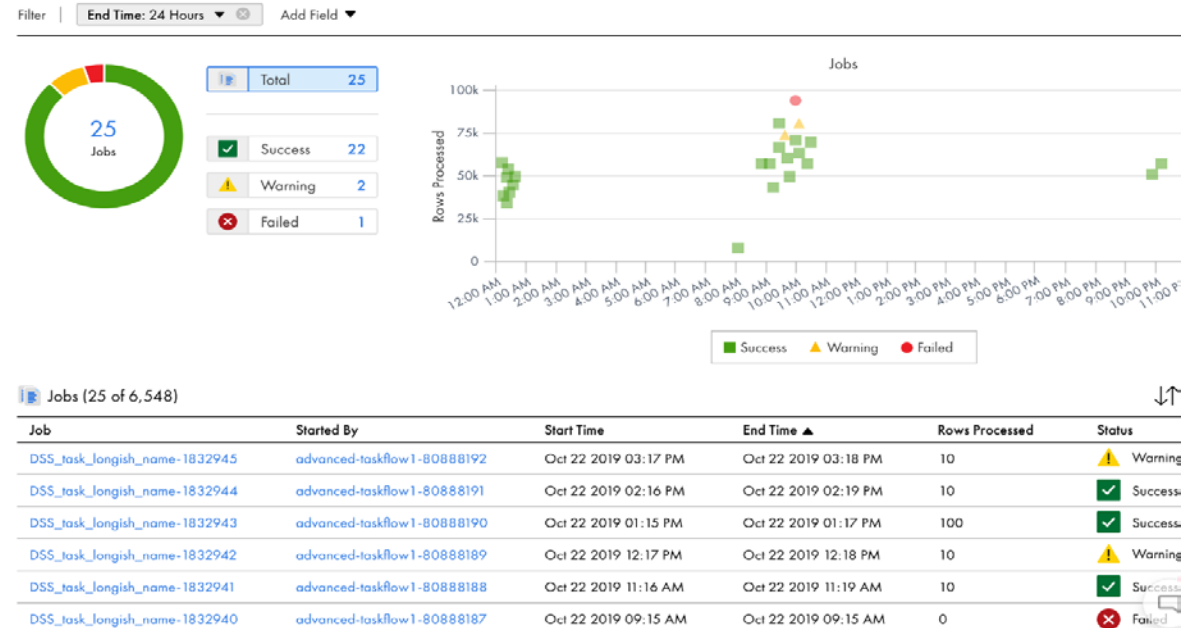 Filter | End Time: 24 Hours Add Field
25
Jobs
Total 25
Success 22
Warning 2
Failed 1
Jobs
Rows Processed
100k
75k
50k
25k
0
12:00 AM 1:00 AM 2:00 AM 3:00 AM 4:00 AM 5:00 AM 6:00 AM 7:00 AM 8:00 AM 9:00 AM 10:00 AM 11:00 AM 12:00 PM 1:00 PM 2:00 PM 3:00 PM 4:00 PM 5:00 PM 6:00 PM 7:00 PM 8:00 PM 9:00 PM 10:00 PM 11:00 P
Success Warning Failed
Jobs (25 of 6,548)
Job Started By Start Time End Time Rows Processed Status
DSS_task_longish_name-1832945 advanced-taskflow1-80888192 Oct 22 2019 03:17 PM Oct 22 2019 03:18 PM 10 Warning
DSS_task_longish_name-1832944 advanced-taskflow1-80888191 Oct 22 2019 02:16 PM Oct 22 2019 02:19 PM 10 Success
DSS_task_longish_name-1832943 advanced-taskflow1-80888190 Oct 22 2019 01:15 PM Oct 22 2019 01:17 PM 100 Success
DSS_task_longish_name-1832942 advanced-taskflow1-80888189 Oct 22 2019 12:17 PM Oct 22 2019 12:18 PM 10 Warning
DSS_task_longish_name-1832941 advanced-taskflow1-80888188 Oct 22 2019 11:16 AM Oct 22 2019 11:19 AM 10 Success
DSS_task_longish_name-1832940 advanced-taskflow1-80888187 Oct 22 2019 09:15 AM Oct 22 2019 09:15 AM 0 Failed